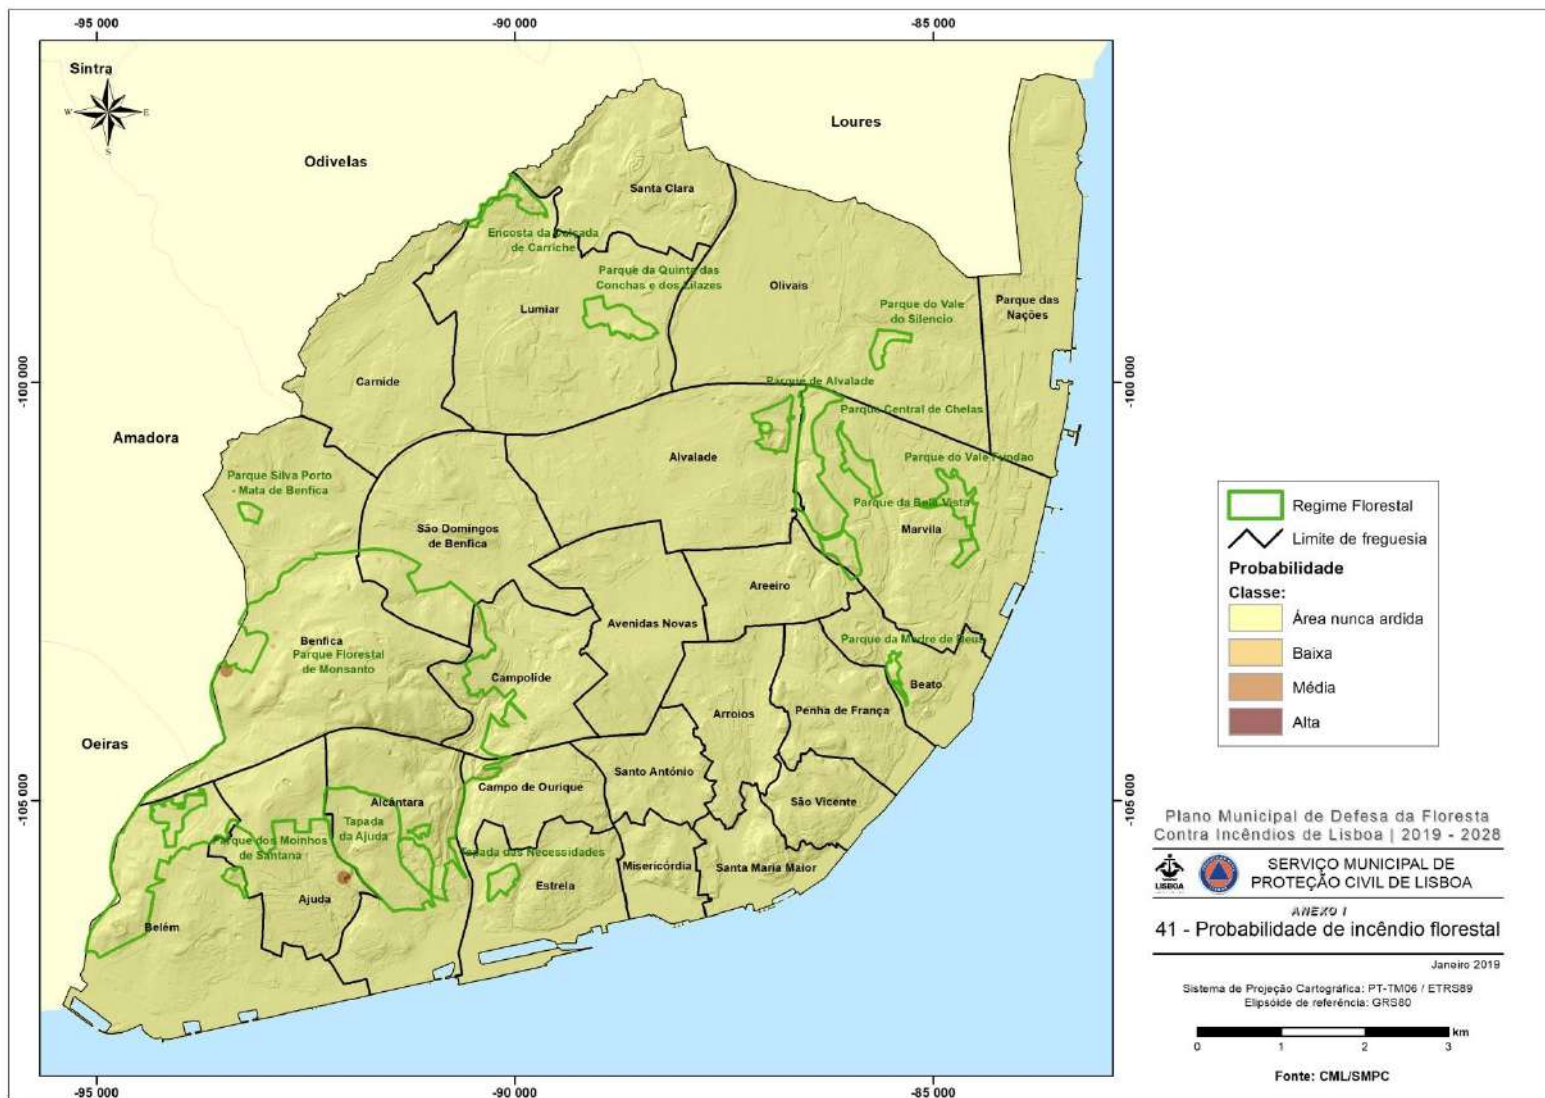 -95 000
-90 000
-85 000
Sintra
N
W
E
S
Loures
Odivelas
Santa Clara
Encosta da Calçada
de Carriche
Parque da Quinta das
Conchas e dos Lilazes
Olivais
Lumiar
Parque do Vale
do Silencio
Parque das
Nações
-100 000
-100 000
Carnide
Parque de Alvalade
Parque Central de Chelas
Amadora
Alvalade
Parque do Vale Fundao
Parque Silva Porto
- Mata de Benfica
Parque da Bela Vista
São Domingos
de Benfica
Marvila
Areeiro
Avenidas Novas
Benfica
Parque Florestal
de Monsanto
Parque da Madre de Deus
Campolide
Beato
Arroios
Penha de França
Oeiras
Santo António
Campo de Ourique
-105 000
-105 000
Alcântara
São Vicente
Tapada
da Ajuda
Parque dos Moinhos
de Santana
Tapada das Necessidades
Misericórdia
Santa Maria Maior
Estrela
Ajuda
Belém
-95 000
-90 000
-85 000
Regime Florestal
Limite de freguesia
Probabilidade
Classe:
Área nunca ardida
Baixa
Média
Alta
Plano Municipal de Defesa da Floresta
Contra Incêndios de Lisboa | 2019 - 2028
LISBOA
SERVIÇO MUNICIPAL DE
PROTEÇÃO CIVIL DE LISBOA
ANEXO I
41 - Probabilidade de incêndio florestal
Janeiro 2019
Sistema de Projeção Cartográfica: PT-TM06 / ETRS89
Elipsóide de referência: GRS80
km
0 1 2 3
Fonte: CML/SMPC